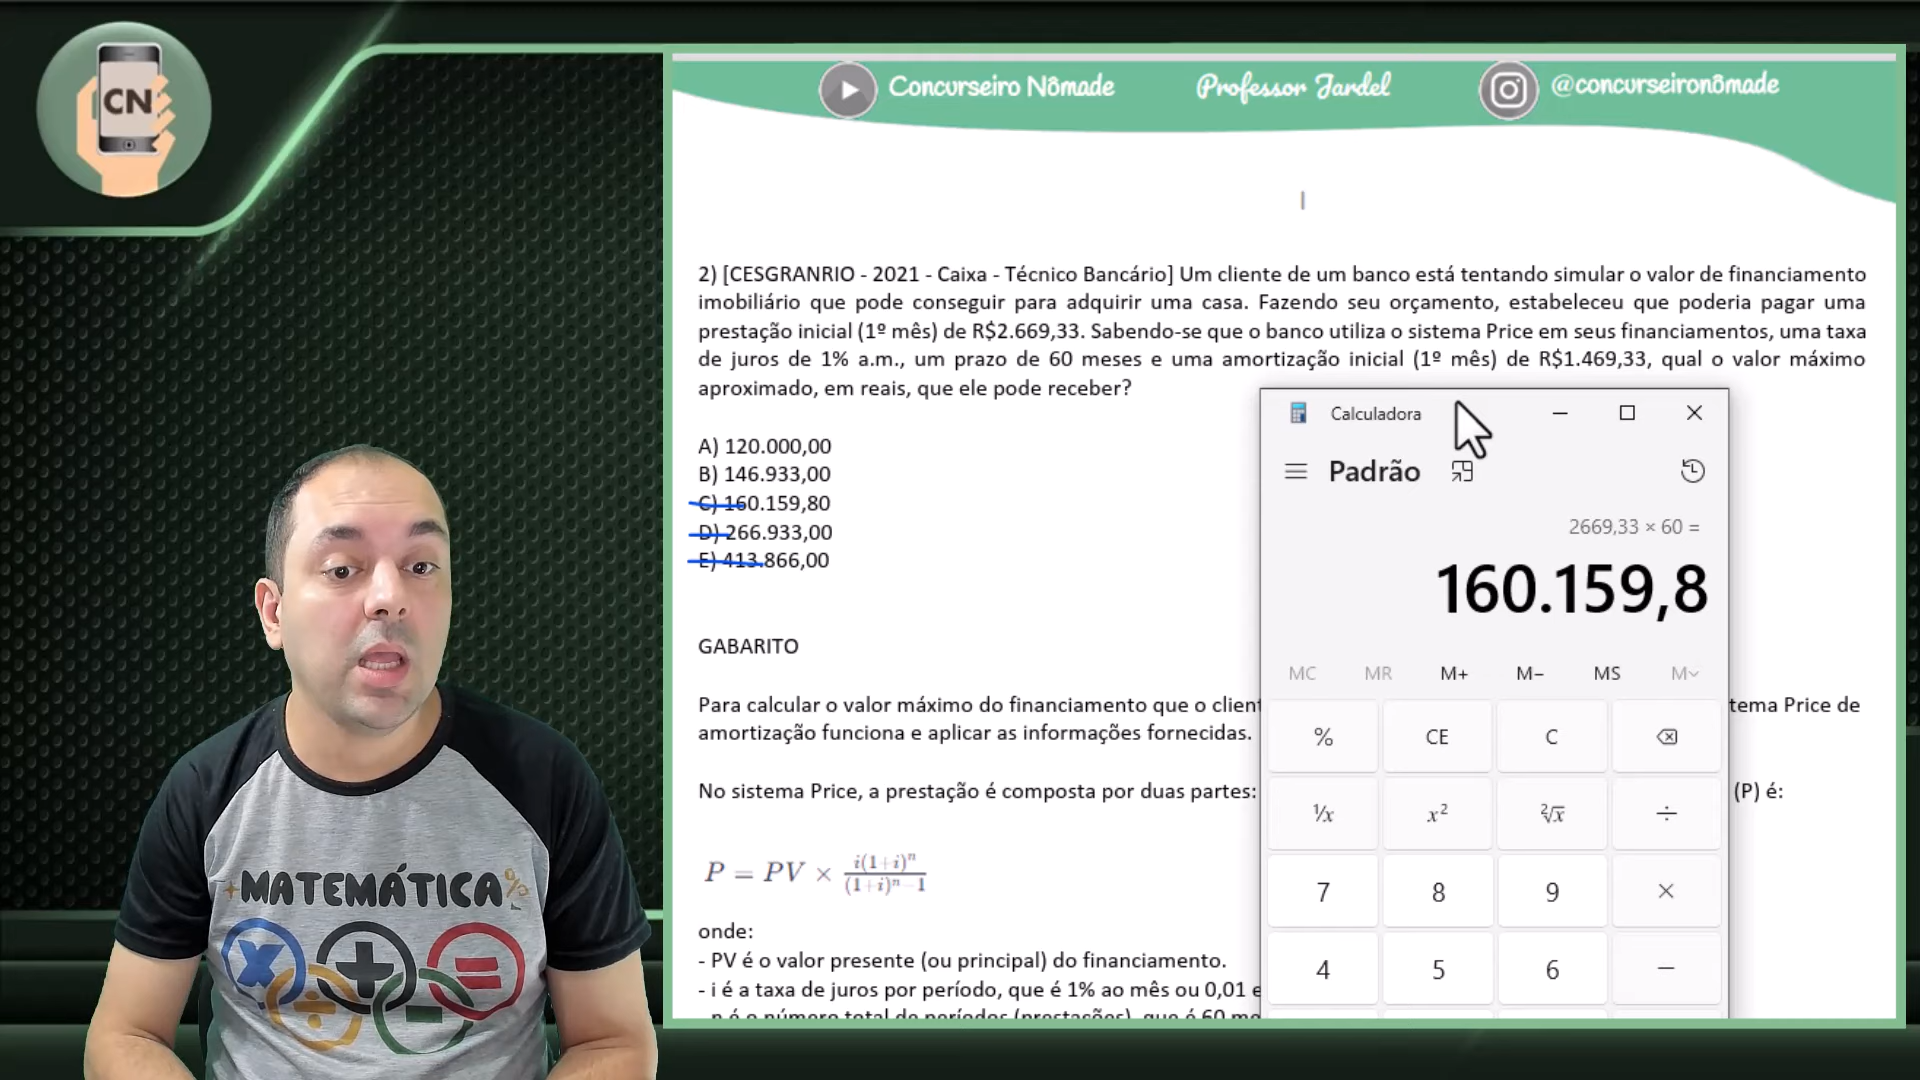 CN
Concurseiro Nômade
Professor Jardel
@concurseironômade
2) [CESGRANRIO - 2021 - Caixa - Técnico Bancário] Um cliente de um banco está tentando simular o valor de financiamento
imobiliário que pode conseguir para adquirir uma casa. Fazendo seu orçamento, estabeleceu que poderia pagar uma
prestação inicial (1º mês) de R$2.669,33. Sabendo-se que o banco utiliza o sistema Price em seus financiamentos, uma taxa
de juros de 1% a.m., um prazo de 60 meses e uma amortização inicial (1º mês) de R$1.469,33, qual o valor máximo
aproximado, em reais, que ele pode receber?
A) 120.000,00
B) 146.933,00
C) 160.159,80
D) 266.933,00
E) 413.866,00
GABARITO
Para calcular o valor máximo do financiamento que o client
tema Price de
amortização funciona e aplicar as informações fornecidas.
No sistema Price, a prestação é composta por duas partes:
(P) é:
P = PV × i(1+i)^n / (1+i)^n−1
onde:
- PV é o valor presente (ou principal) do financiamento.
- i é a taxa de juros por período, que é 1% ao mês ou 0,01 e
- n é o número total de períodos (prestações), que é 60 me
Calculadora
Padrão
2669,33 × 60 =
160.159,8
MC MR M+ M− MS M˅
% CE C
¹/x x² ²√x ÷
7 8 9 ×
4 5 6 −
MATEMÁTICA %
× + =
÷ -